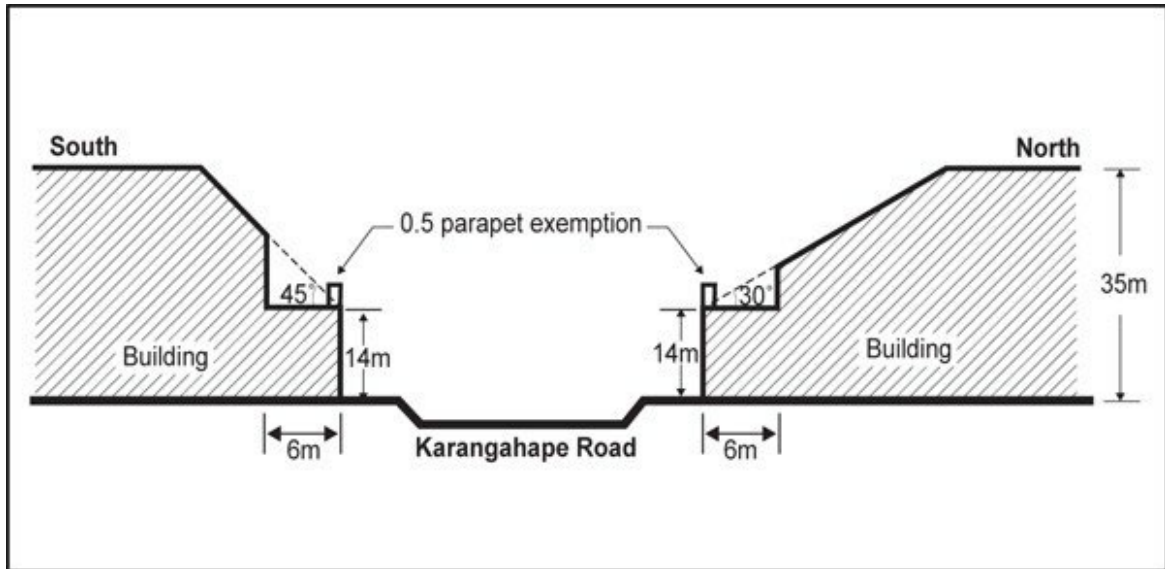 South
North
0.5 parapet exemption
45°
30°
35m
14m
14m
Building
Building
6m
Karangahape Road
6m